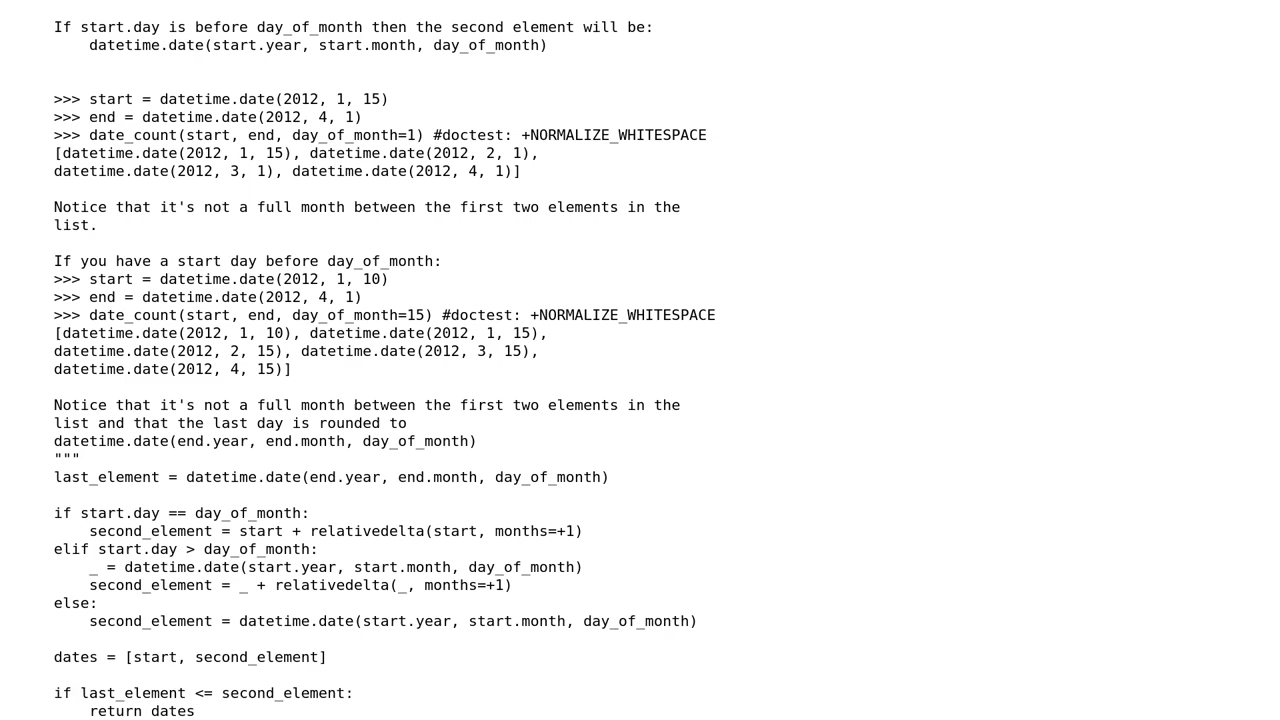 If start.day is before day_of_month then the second element will be:
    datetime.date(start.year, start.month, day_of_month)


>>> start = datetime.date(2012, 1, 15)
>>> end = datetime.date(2012, 4, 1)
>>> date_count(start, end, day_of_month=1) #doctest: +NORMALIZE_WHITESPACE
[datetime.date(2012, 1, 15), datetime.date(2012, 2, 1),
datetime.date(2012, 3, 1), datetime.date(2012, 4, 1)]

Notice that it's not a full month between the first two elements in the
list.

If you have a start day before day_of_month:
>>> start = datetime.date(2012, 1, 10)
>>> end = datetime.date(2012, 4, 1)
>>> date_count(start, end, day_of_month=15) #doctest: +NORMALIZE_WHITESPACE
[datetime.date(2012, 1, 10), datetime.date(2012, 1, 15),
datetime.date(2012, 2, 15), datetime.date(2012, 3, 15),
datetime.date(2012, 4, 15)]

Notice that it's not a full month between the first two elements in the
list and that the last day is rounded to
datetime.date(end.year, end.month, day_of_month)
"""
last_element = datetime.date(end.year, end.month, day_of_month)

if start.day == day_of_month:
    second_element = start + relativedelta(start, months=+1)
elif start.day > day_of_month:
    _ = datetime.date(start.year, start.month, day_of_month)
    second_element = _ + relativedelta(_, months=+1)
else:
    second_element = datetime.date(start.year, start.month, day_of_month)

dates = [start, second_element]

if last_element <= second_element:
    return dates